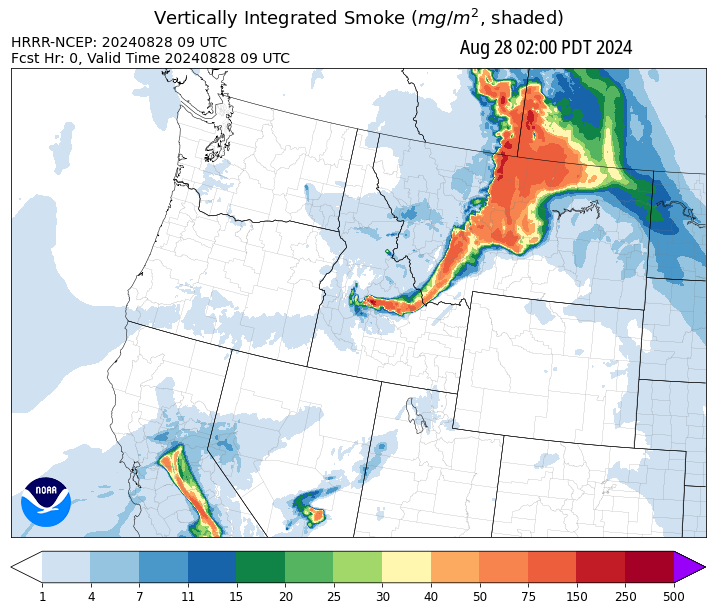 Vertically Integrated Smoke (mg/m², shaded)
HRRR-NCEP: 20240828 09 UTC
Aug 28 02:00 PDT 2024
Fcst Hr: 0, Valid Time 20240828 09 UTC
NOAA
1 4 7 11 15 20 25 30 40 50 75 150 250 500